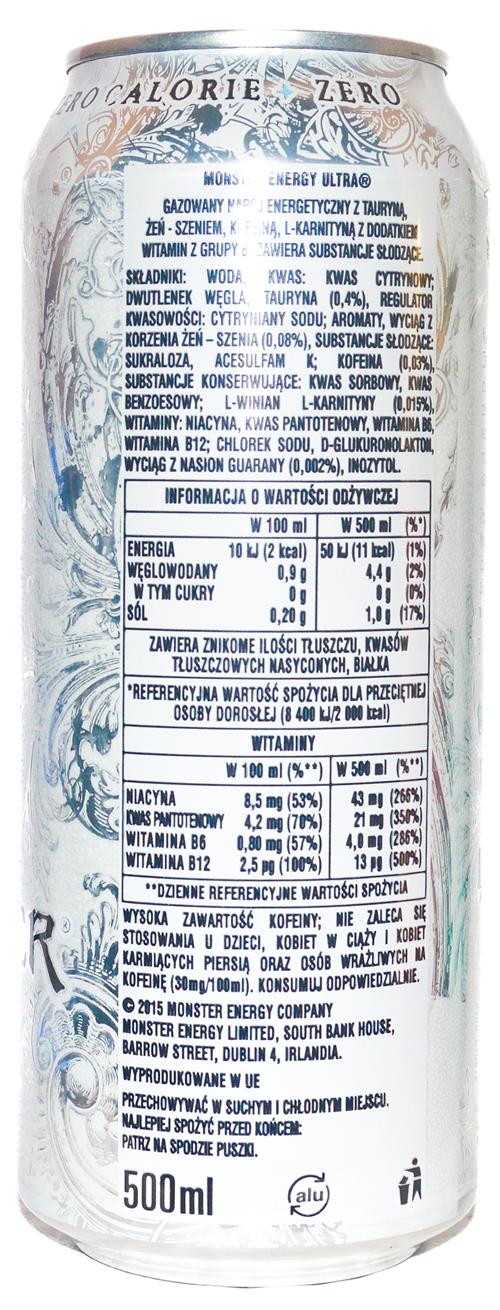 ERO CALORIE + ZERO
MONSTER ENERGY ULTRA®
GAZOWANY NAPÓJ ENERGETYCZNY Z TAURYNĄ,
ŻEŃ - SZENIEM, KOFEINĄ, L-KARNITYNĄ Z DODATKIEM
WITAMIN Z GRUPY B ZAWIERA SUBSTANCJE SŁODZĄCE.
SKŁADNIKI: WODA, KWAS: KWAS CYTRYNOWY;
DWUTLENEK WĘGLA, TAURYNA (0,4%), REGULATOR
KWASOWOŚCI: CYTRYNIANY SODU; AROMATY, WYCIĄG Z
KORZENIA ŻEŃ – SZENIA (0,08%), SUBSTANCJE SŁODZĄCE:
SUKRALOZA, ACESULFAM K; KOFEINA (0,03%),
SUBSTANCJE KONSERWUJĄCE: KWAS SORBOWY, KWAS
BENZOESOWY; L-WINIAN L-KARNITYNY (0,015%),
WITAMINY: NIACYNA, KWAS PANTOTENOWY, WITAMINA B6,
WITAMINA B12; CHLOREK SODU, D-GLUKURONOLAKTON,
WYCIĄG Z NASION GUARANY (0,002%), INOZYTOL.
INFORMACJA O WARTOŚCI ODŻYWCZEJ
W 100 ml W 500 ml (%*)
ENERGIA 10 kJ (2 kcal) 50 kJ (11 kcal) (1%)
WĘGLOWODANY 0,9 g 4,4 g (2%)
W TYM CUKRY 0 g 0 g (0%)
SÓL 0,20 g 1,0 g (17%)
ZAWIERA ZNIKOME ILOŚCI TŁUSZCZU, KWASÓW
TŁUSZCZOWYCH NASYCONYCH, BIAŁKA
*REFERENCYJNA WARTOŚĆ SPOŻYCIA DLA PRZECIĘTNEJ
OSOBY DOROSŁEJ (8 400 kJ/2 000 kcal)
WITAMINY
W 100 ml (%**) W 500 ml (%**)
NIACYNA 8,5 mg (53%) 43 mg (266%)
KWAS PANTOTENOWY 4,2 mg (70%) 21 mg (350%)
WITAMINA B6 0,80 mg (57%) 4,0 mg (286%)
WITAMINA B12 2,5 µg (100%) 13 µg (500%)
**DZIENNE REFERENCYJNE WARTOŚCI SPOŻYCIA
WYSOKA ZAWARTOŚĆ KOFEINY; NIE ZALECA SIĘ
STOSOWANIA U DZIECI, KOBIET W CIĄŻY I KOBIET
KARMIĄCYCH PIERSIĄ ORAZ OSÓB WRAŻLIWYCH NA
KOFEINĘ (30mg/100ml). KONSUMUJ ODPOWIEDZIALNIE.
© 2015 MONSTER ENERGY COMPANY
MONSTER ENERGY LIMITED, SOUTH BANK HOUSE,
BARROW STREET, DUBLIN 4, IRLANDIA.
WYPRODUKOWANE W UE
PRZECHOWYWAĆ W SUCHYM I CHŁODNYM MIEJSCU.
NAJLEPIEJ SPOŻYĆ PRZED KOŃCEM:
PATRZ NA SPODZIE PUSZKI.
500ml
alu
ER®